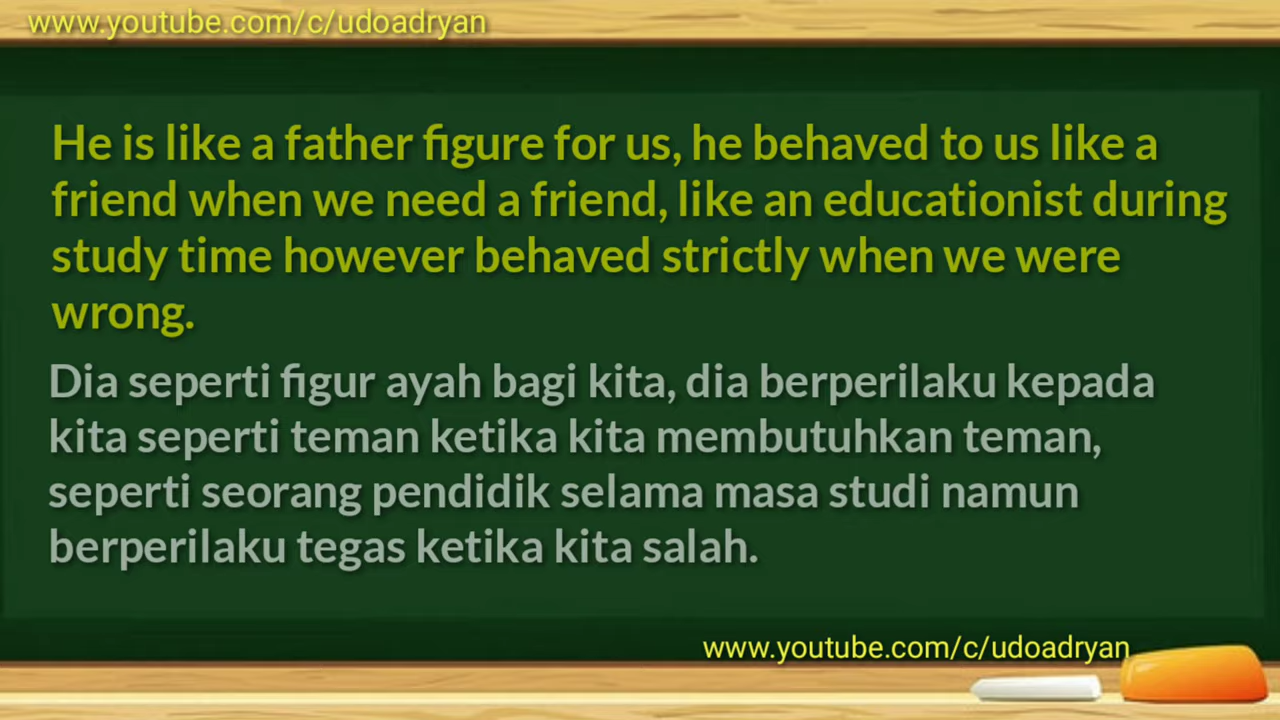 www.youtube.com/c/udoadryan
He is like a father figure for us, he behaved to us like a
friend when we need a friend, like an educationist during
study time however behaved strictly when we were
wrong.
Dia seperti figur ayah bagi kita, dia berperilaku kepada
kita seperti teman ketika kita membutuhkan teman,
seperti seorang pendidik selama masa studi namun
berperilaku tegas ketika kita salah.
www.youtube.com/c/udoadryan